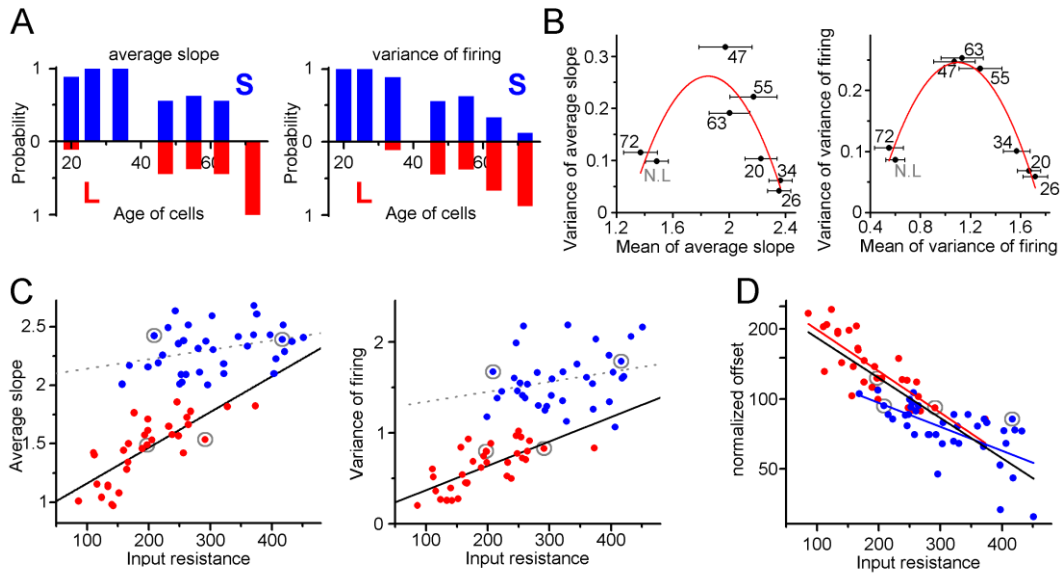 A
average slope
variance of firing
1
S
Probability
0
20
60
L
1
Age of cells
1
S
Probability
0
20
60
L
1
Age of cells
B
Variance of average slope
0.3
0.2
0.1
0
47
55
63
72
N.L
20
34
26
1.2
1.6
2
2.4
Mean of average slope
Variance of variance of firing
0.3
0.2
0.1
0
63
47
55
72
N.L
34
20
26
0.4
0.8
1.2
1.6
Mean of variance of firing
C
Average slope
2.5
2
1.5
1
100
200
300
400
Input resistance
Variance of firing
2
1
0
100
200
300
400
Input resistance
D
normalized offset
200
100
50
100
200
300
400
Input resistance